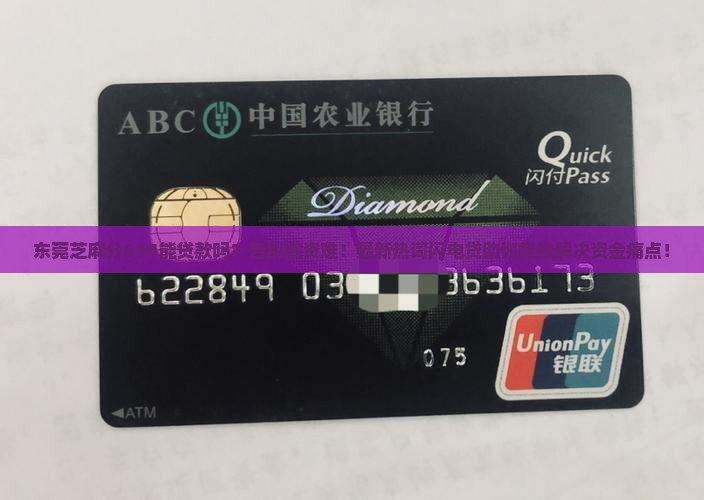 ABC 中国农业银行
Quick
闪付Pass
Diamond
东莞芝麻 能贷款吗 难！最新热词闪电贷助 资金痛点！
622849 03 3636173
075
UnionPay
银联
◀ATM